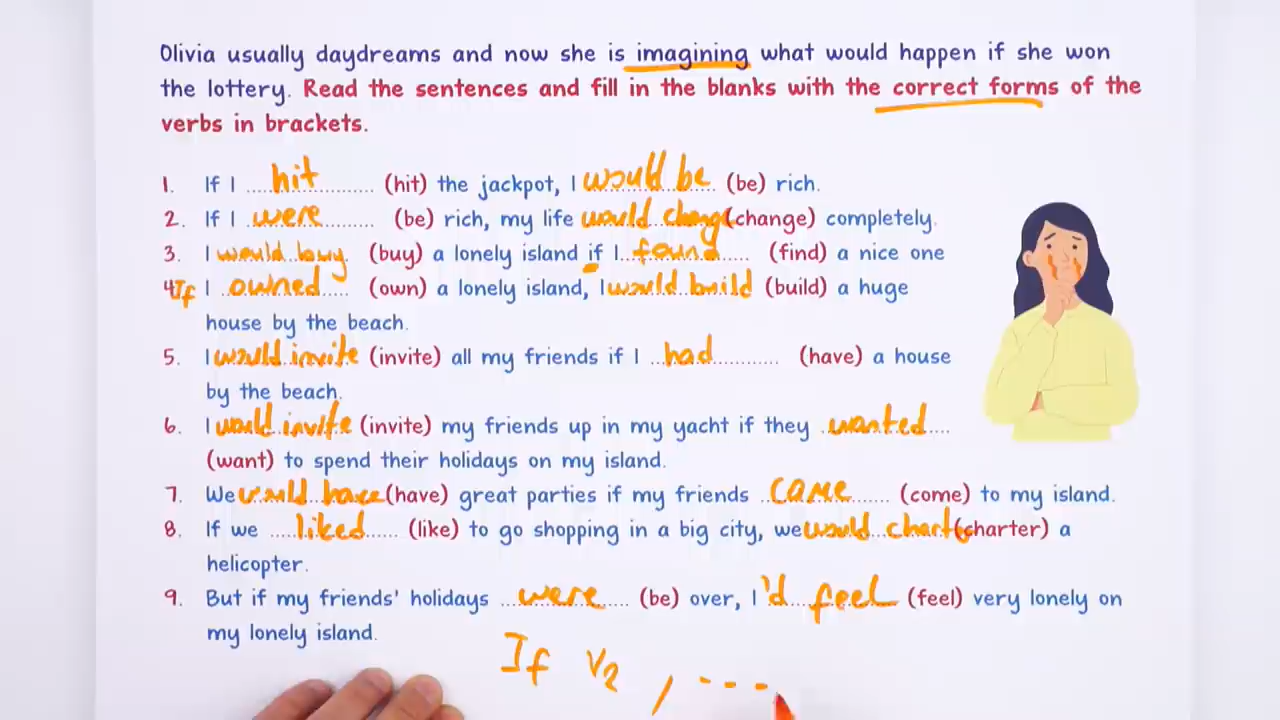 Olivia usually daydreams and now she is imagining what would happen if she won
the lottery. Read the sentences and fill in the blanks with the correct forms of the
verbs in brackets.
1. If I hit (hit) the jackpot, I would be (be) rich.
2. If I were (be) rich, my life would change (change) completely.
3. I would buy (buy) a lonely island if I found (find) a nice one
4. If I owned (own) a lonely island, I would build (build) a huge
house by the beach.
5. I would invite (invite) all my friends if I had (have) a house
by the beach.
6. I would invite (invite) my friends up in my yacht if they wanted
(want) to spend their holidays on my island.
7. We would have (have) great parties if my friends came (come) to my island.
8. If we liked (like) to go shopping in a big city, we would charter (charter) a
helicopter.
9. But if my friends' holidays were (be) over, I 'd feel (feel) very lonely on
my lonely island.
If V2 , ----